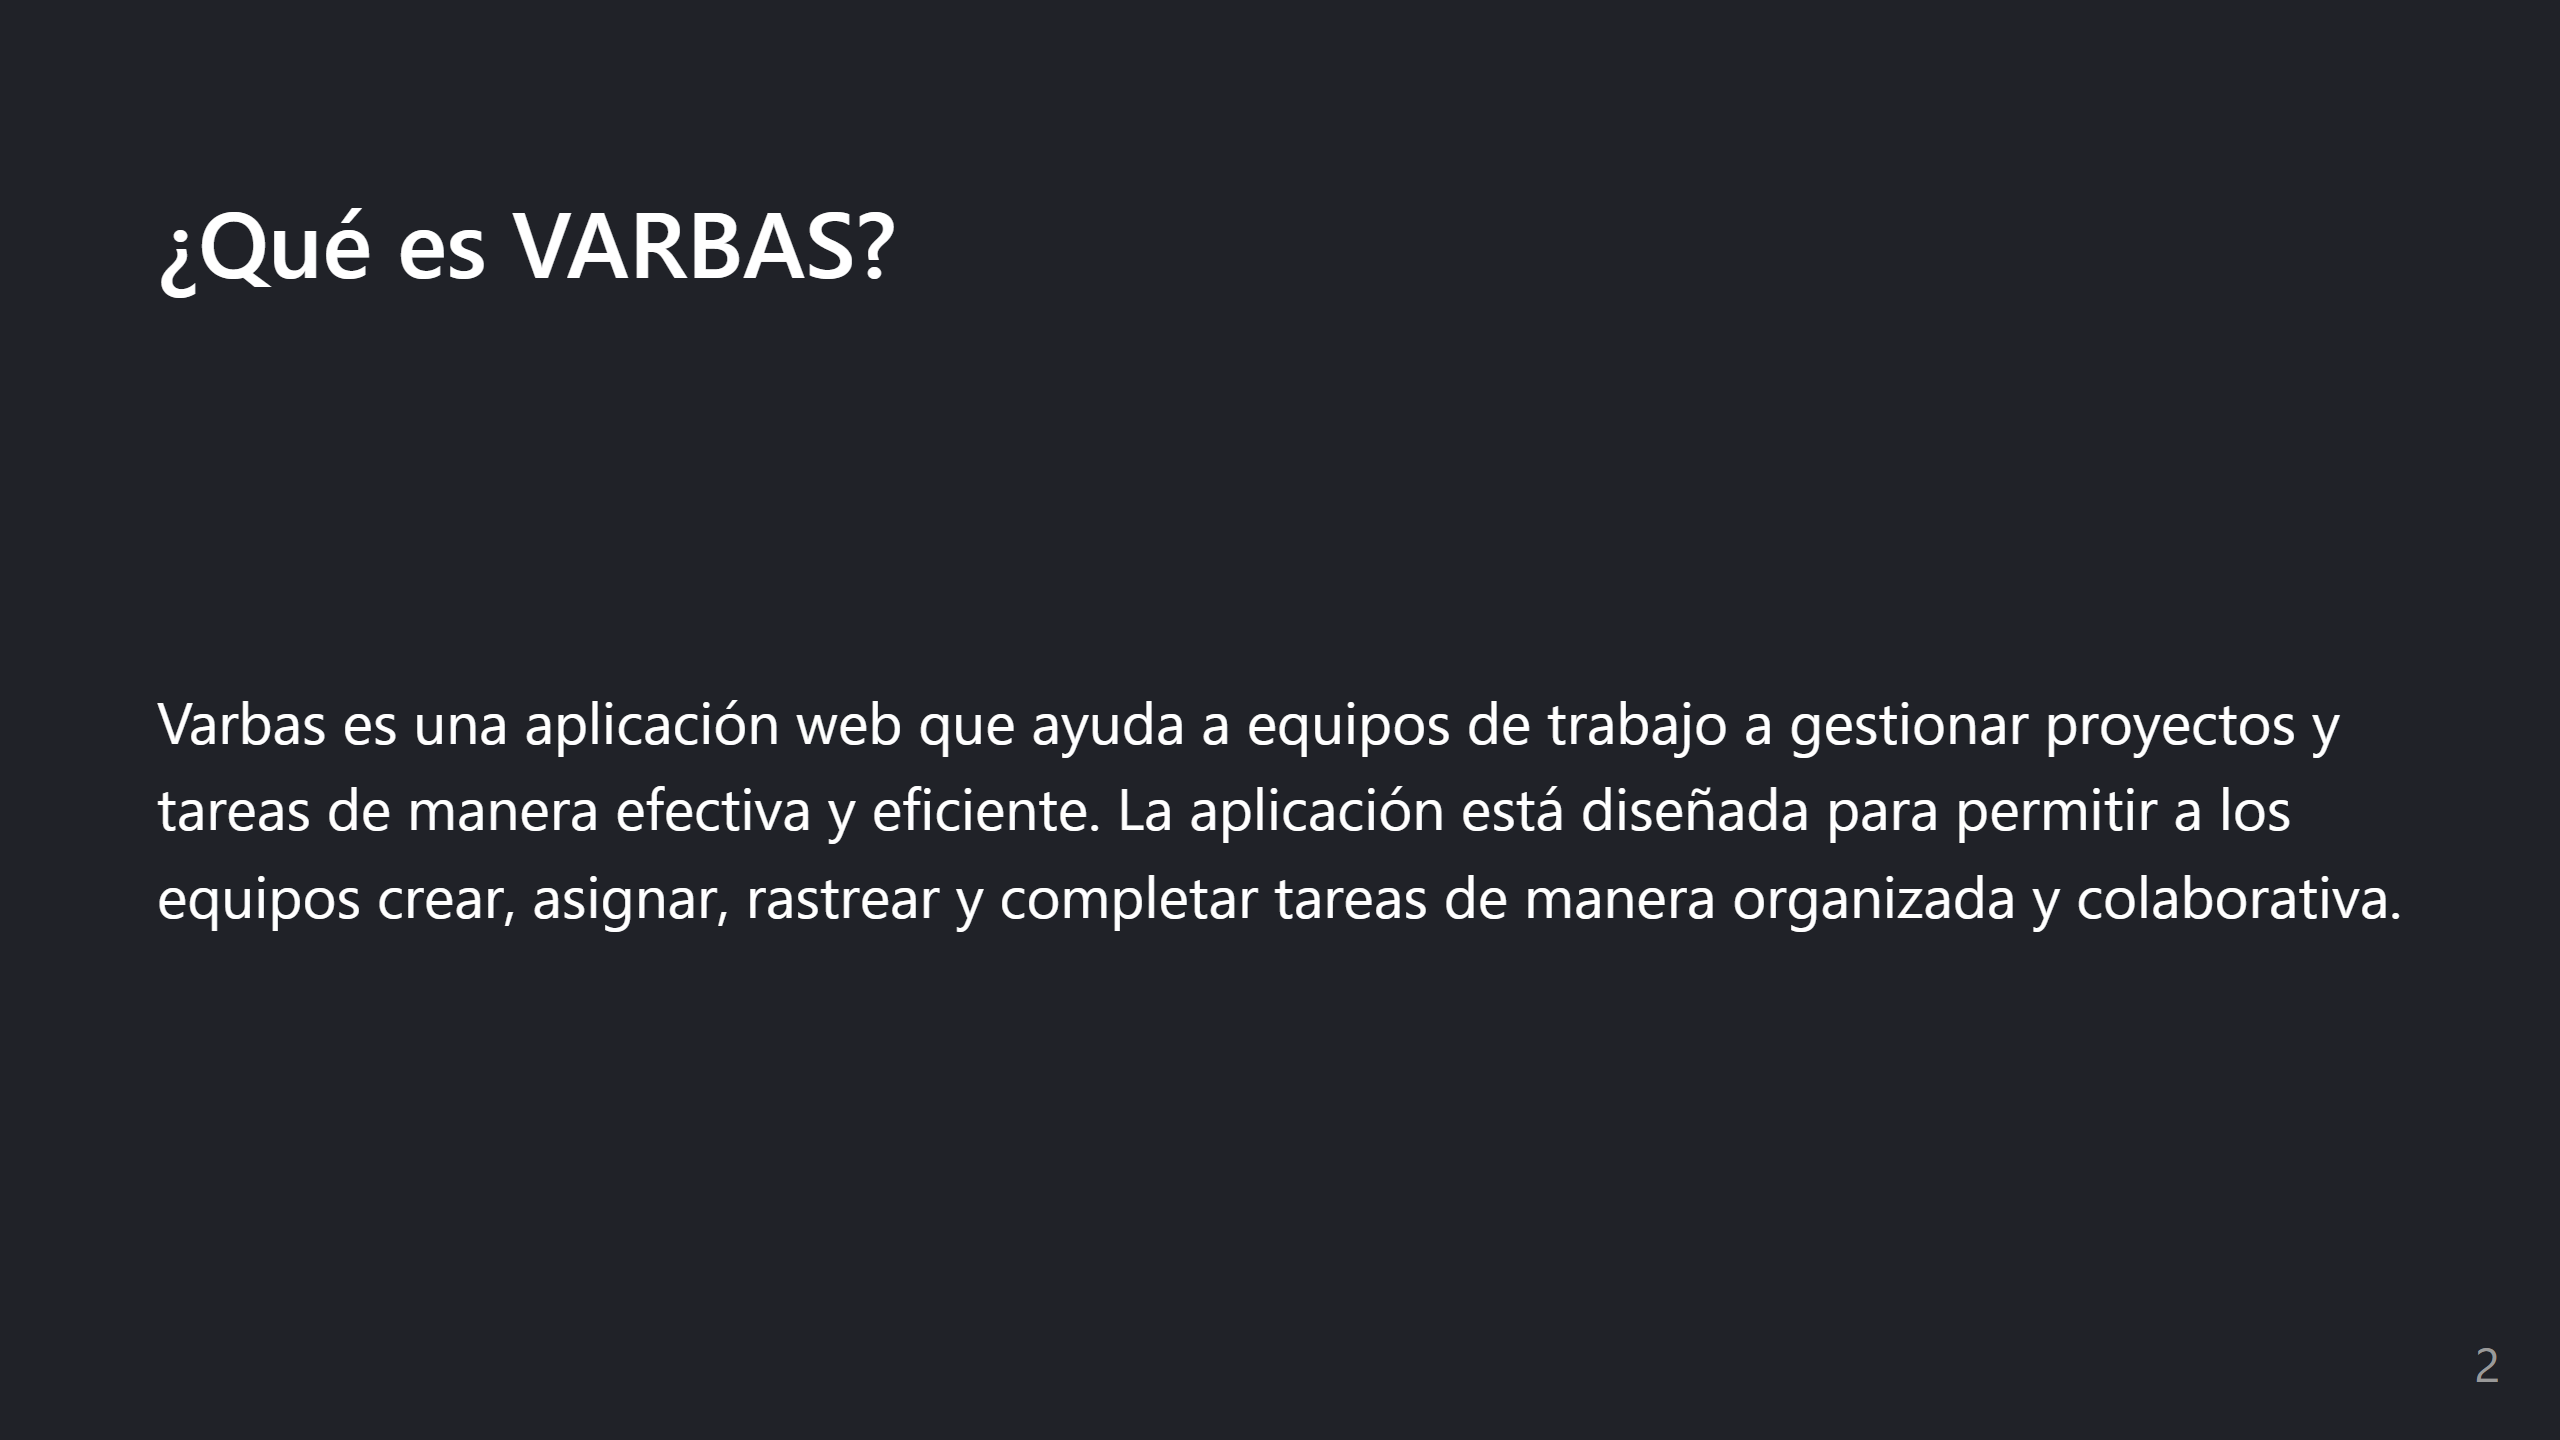 ¿Qué es VARBAS?
Varbas es una aplicación web que ayuda a equipos de trabajo a gestionar proyectos y
tareas de manera efectiva y eficiente. La aplicación está diseñada para permitir a los
equipos crear, asignar, rastrear y completar tareas de manera organizada y colaborativa.
2